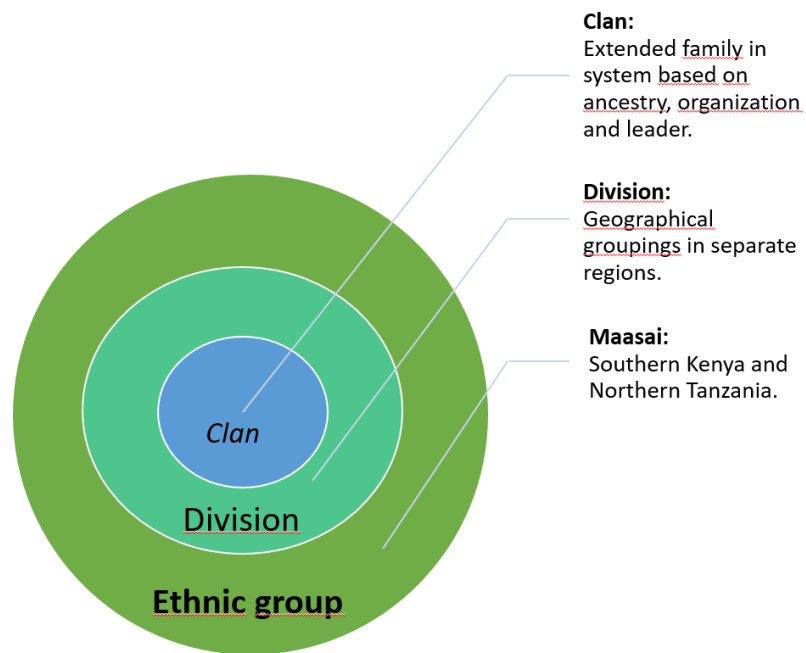 Clan:
Extended family in
system based on
ancestry, organization
and leader.
Division:
Geographical
groupings in separate
regions.
Maasai:
Southern Kenya and
Northern Tanzania.
Clan
Division
Ethnic group